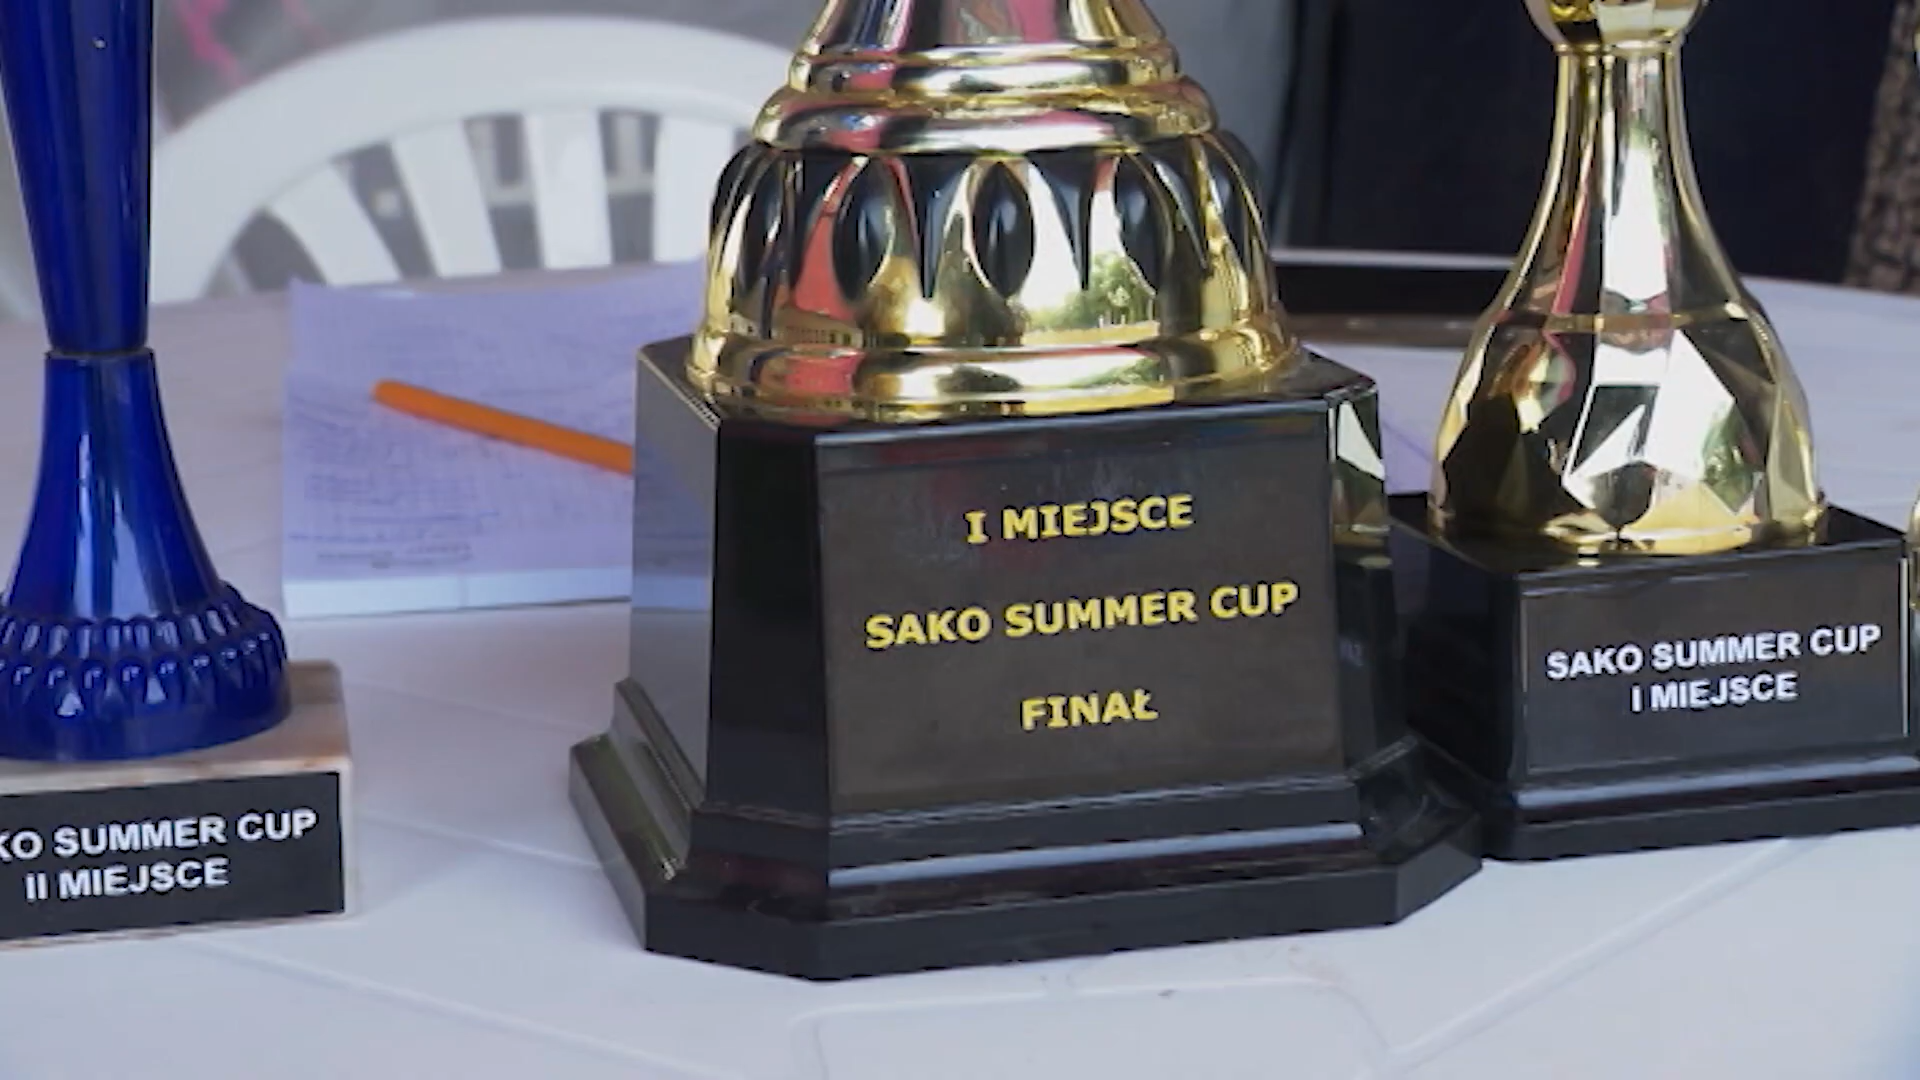 I MIEJSCE
SAKO SUMMER CUP
FINAŁ
SAKO SUMMER CUP
I MIEJSCE
KO SUMMER CUP
II MIEJSCE